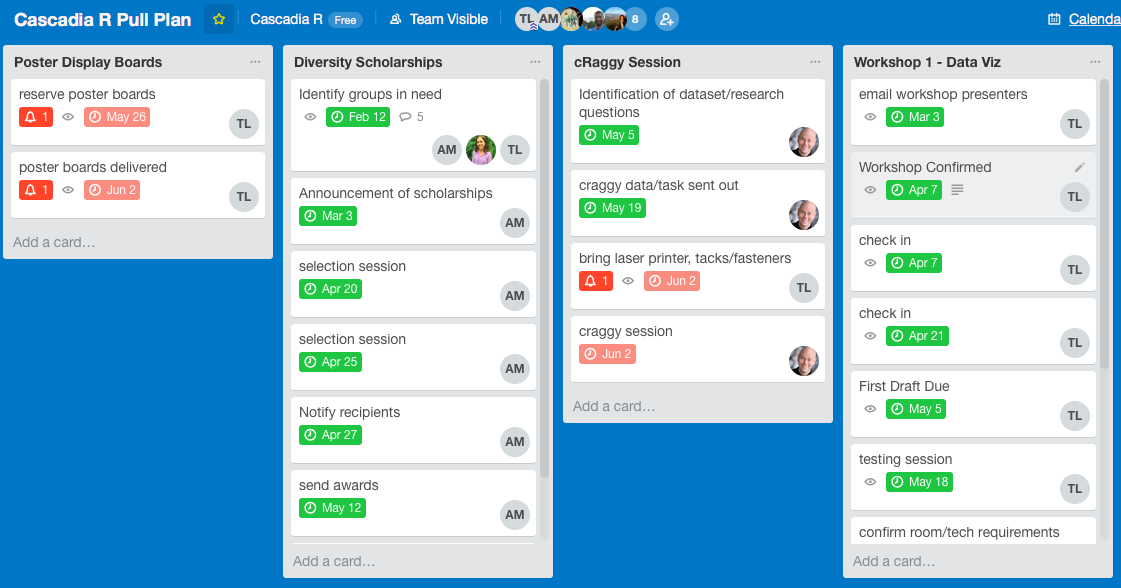 Cascadia R Pull Plan Cascadia R Free Team Visible TL AM 8 Calenda
Poster Display Boards
reserve poster boards
1 May 26
TL
poster boards delivered
1 Jun 2
TL
Add a card…
Diversity Scholarships
Identify groups in need
Feb 12 5
AM TL
Announcement of scholarships
Mar 3
AM
selection session
Apr 20
AM
selection session
Apr 25
AM
Notify recipients
Apr 27
AM
send awards
May 12
AM
Add a card…
cRaggy Session
Identification of dataset/research
questions
May 5
craggy data/task sent out
May 19
bring laser printer, tacks/fasteners
1 Jun 2
TL
craggy session
Jun 2
Add a card…
Workshop 1 - Data Viz
email workshop presenters
Mar 3
TL
Workshop Confirmed
Apr 7
TL
check in
Apr 7
TL
check in
Apr 21
TL
First Draft Due
May 5
TL
testing session
May 18
TL
confirm room/tech requirements
Add a card…